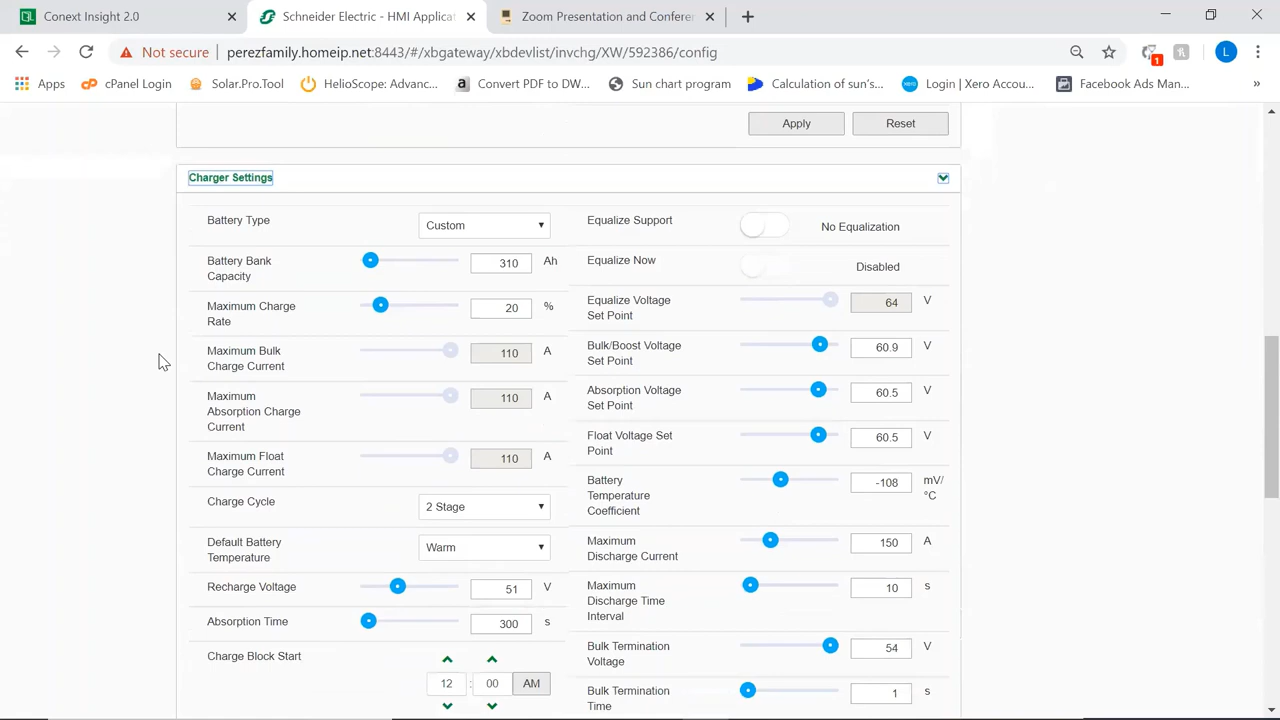 Conext Insight 2.0
Schneider Electric - HMI Applicat
Zoom Presentation and Conferen
Not secure
perezfamily.homeip.net:8443/#/xbgateway/xbdevlist/invchg/XW/592386/config
L
1
Apps
cPanel Login
Solar.Pro.Tool
HelioScope: Advanc...
Convert PDF to DW...
Sun chart program
Calculation of sun's...
Login | Xero Accou...
Facebook Ads Man...
»
Apply
Reset
Charger Settings
Battery Type
Custom
Battery Bank
Capacity
310
Ah
Maximum Charge
Rate
20
%
Maximum Bulk
Charge Current
110
A
Maximum
Absorption Charge
Current
110
A
Maximum Float
Charge Current
110
A
Charge Cycle
2 Stage
Default Battery
Temperature
Warm
Recharge Voltage
51
V
Absorption Time
300
s
Charge Block Start
12
:
00
AM
Equalize Support
No Equalization
Equalize Now
Disabled
Equalize Voltage
Set Point
64
V
Bulk/Boost Voltage
Set Point
60.9
V
Absorption Voltage
Set Point
60.5
V
Float Voltage Set
Point
60.5
V
Battery
Temperature
Coefficient
-108
mV/
°C
Maximum
Discharge Current
150
A
Maximum
Discharge Time
Interval
10
s
Bulk Termination
Voltage
54
V
Bulk Termination
Time
1
s